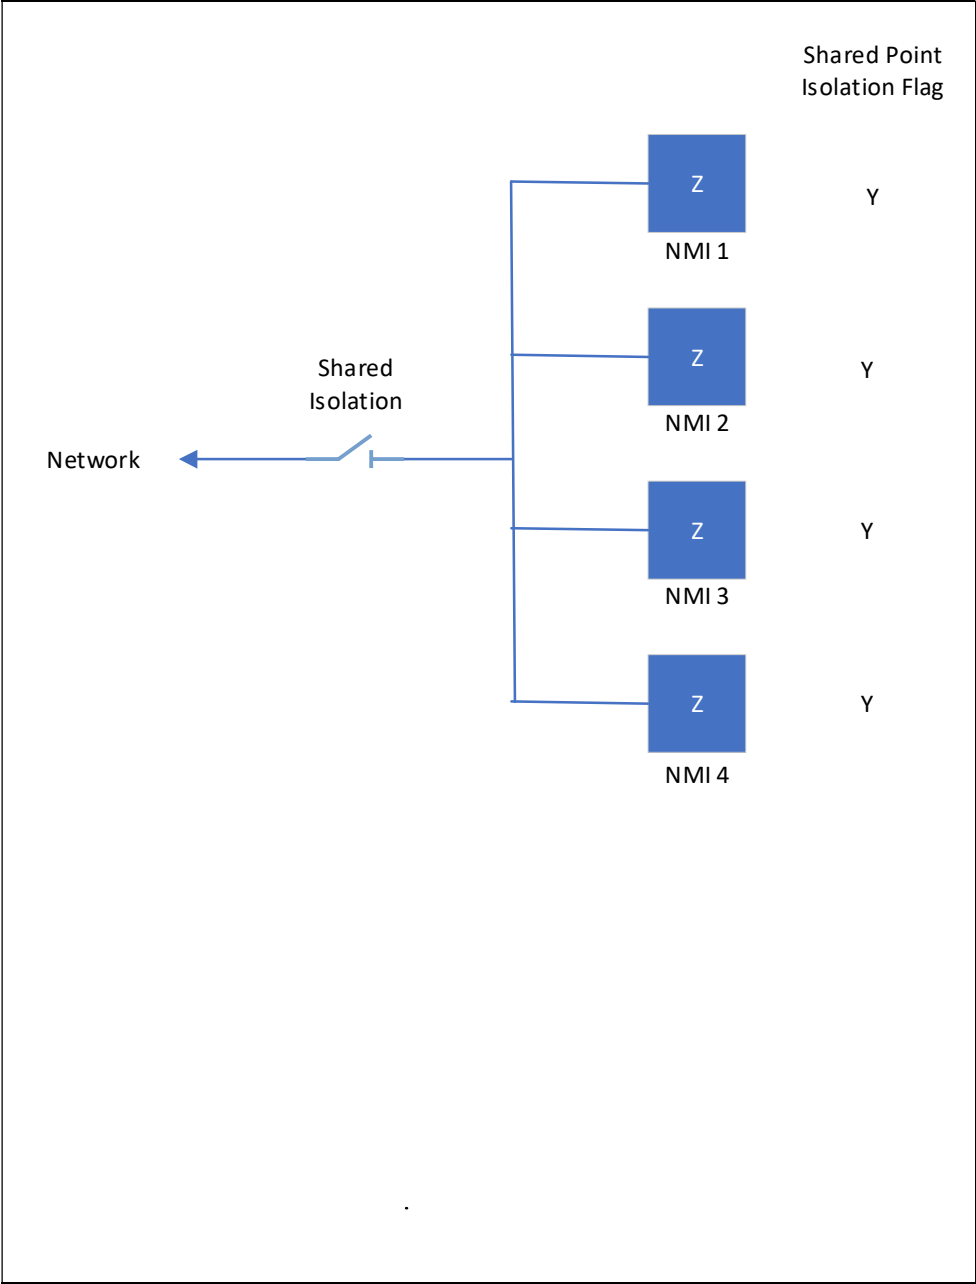 Shared Point
Isolation Flag
Z
Y
NMI 1
Z
Y
NMI 2
Shared
Isolation
Network
Z
Y
NMI 3
Z
Y
NMI 4
.